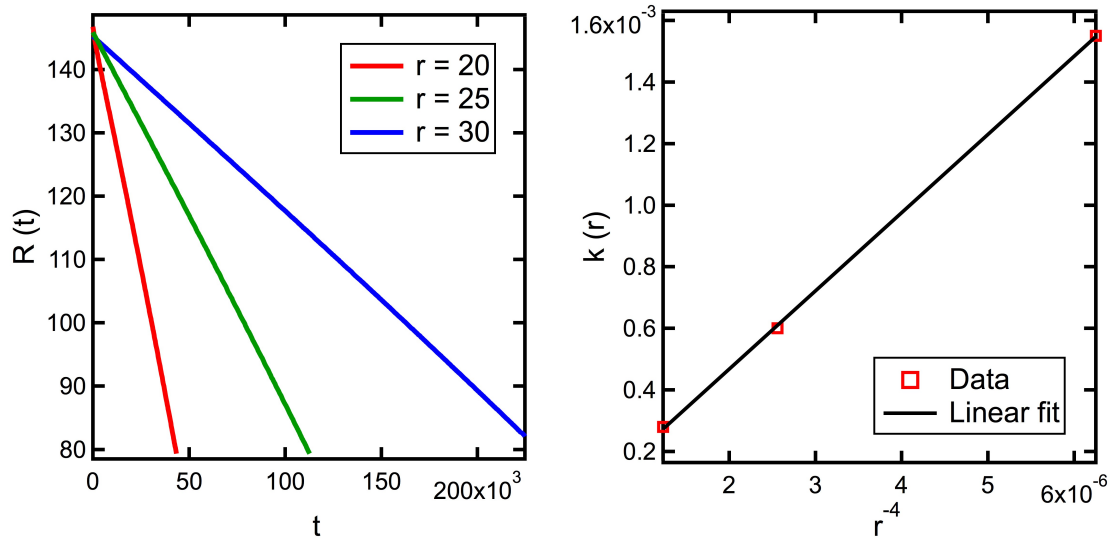 140
130
120
110
100
90
80
0
50
100
150
200x10³
R (t)
t
r = 20
r = 25
r = 30
1.6x10⁻³
1.4
1.2
1.0
0.8
0.6
0.4
0.2
2
3
4
5
6x10⁻⁶
k (r)
r⁻⁴
Data
Linear fit